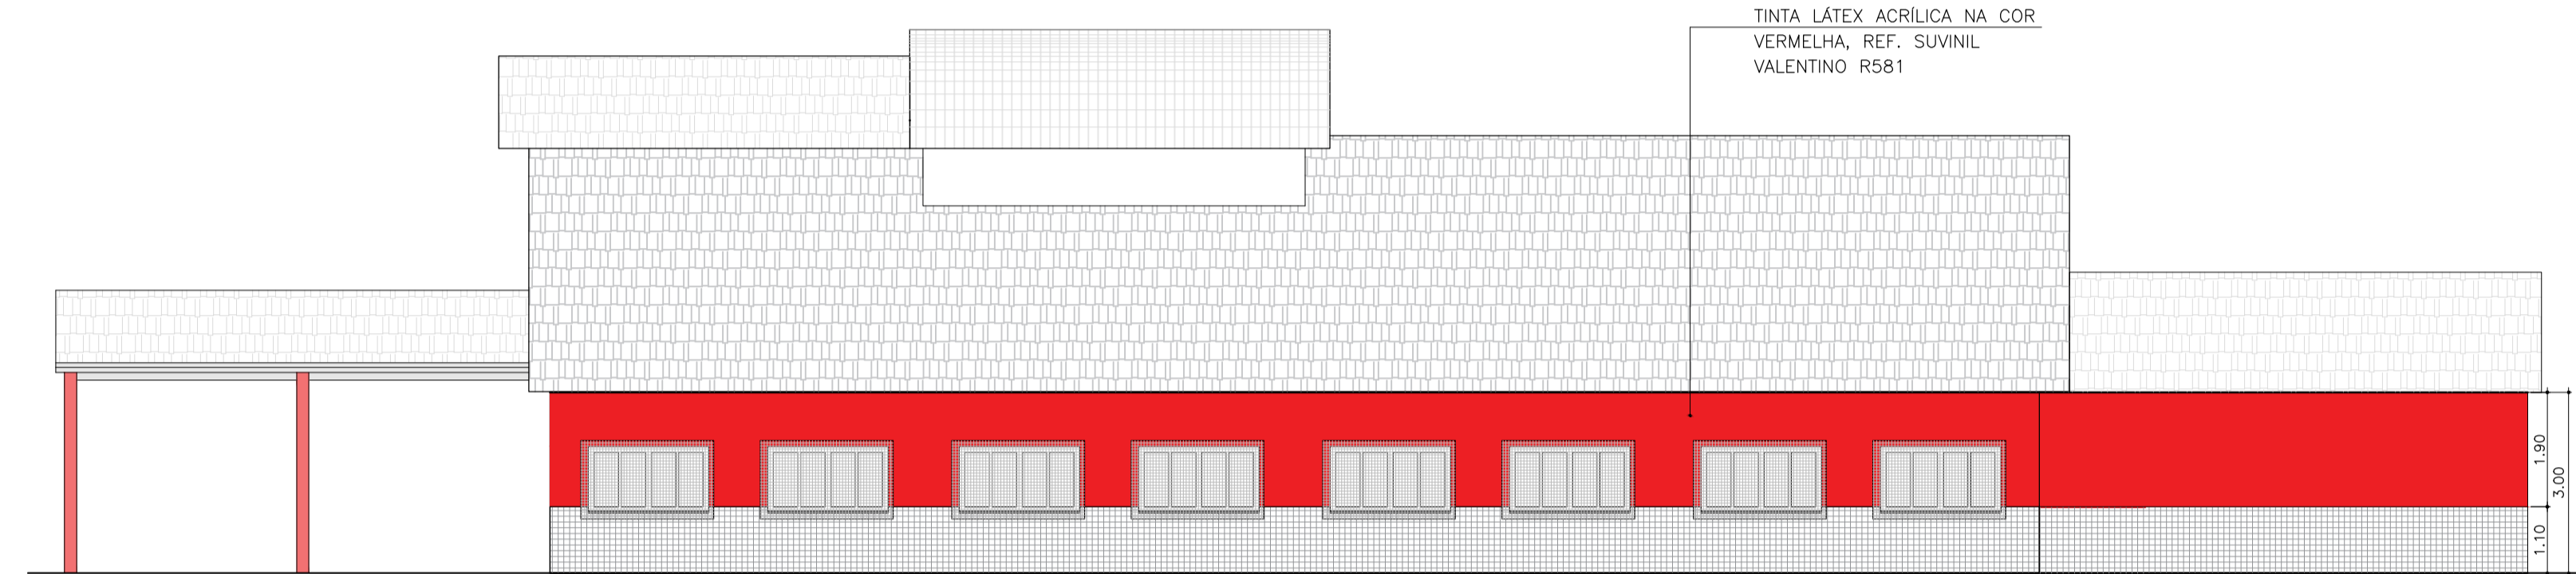 TINTA LÁTEX ACRÍLICA NA COR
VERMELHA, REF. SUVINIL
VALENTINO R581
1.90
3.00
1.10